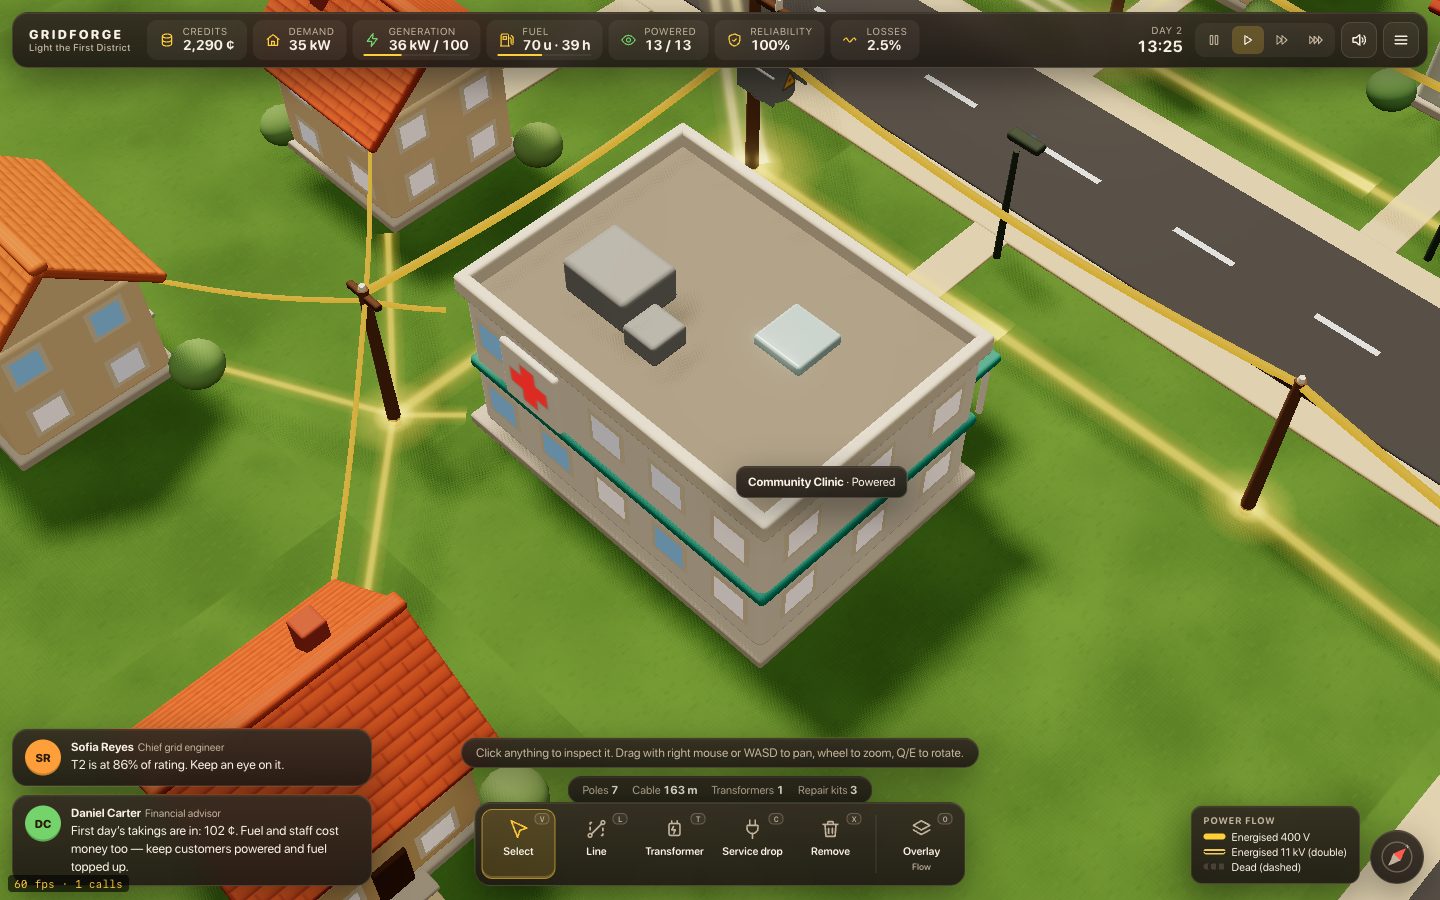 GRIDFORGE
Light the First District
CREDITS
2,290 ¢
DEMAND
35 kW
GENERATION
36 kW / 100
FUEL
70 u · 39 h
POWERED
13 / 13
RELIABILITY
100%
LOSSES
2.5%
DAY 2
13:25
Community Clinic · Powered
SR
Sofia Reyes Chief grid engineer
T2 is at 86% of rating. Keep an eye on it.
DC
Daniel Carter Financial advisor
First day's takings are in: 102 ¢. Fuel and staff cost
money too — keep customers powered and fuel
topped up.
60 fps · 1 calls
Click anything to inspect it. Drag with right mouse or WASD to pan, wheel to zoom, Q/E to rotate.
Poles 7 Cable 163 m Transformers 1 Repair kits 3
V
Select
L
Line
T
Transformer
C
Service drop
X
Remove
O
Overlay
Flow
POWER FLOW
Energised 400 V
Energised 11 kV (double)
Dead (dashed)